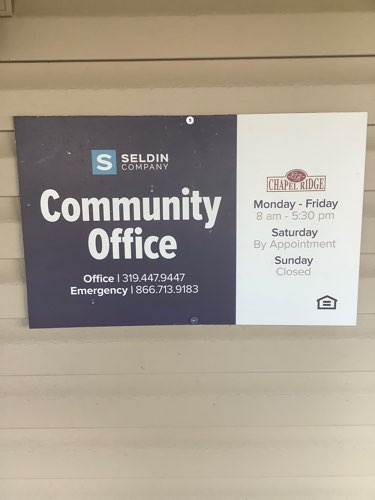 S SELDIN
COMPANY
Community
Office
Office | 319.447.9447
Emergency | 866.713.9183
CHAPEL RIDGE
Monday - Friday
8 am - 5:30 pm
Saturday
By Appointment
Sunday
Closed